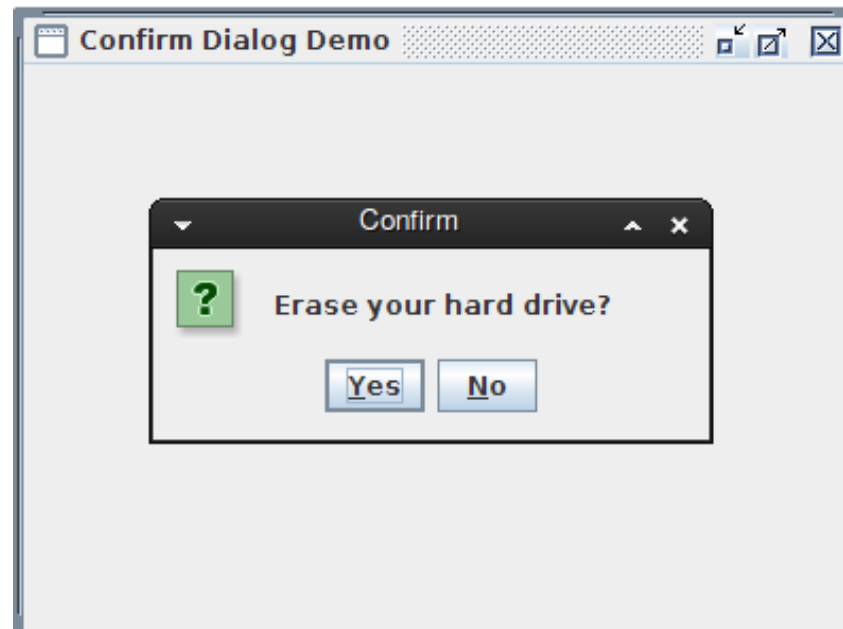 Confirm Dialog Demo
Confirm
?
Erase your hard drive?
Yes No